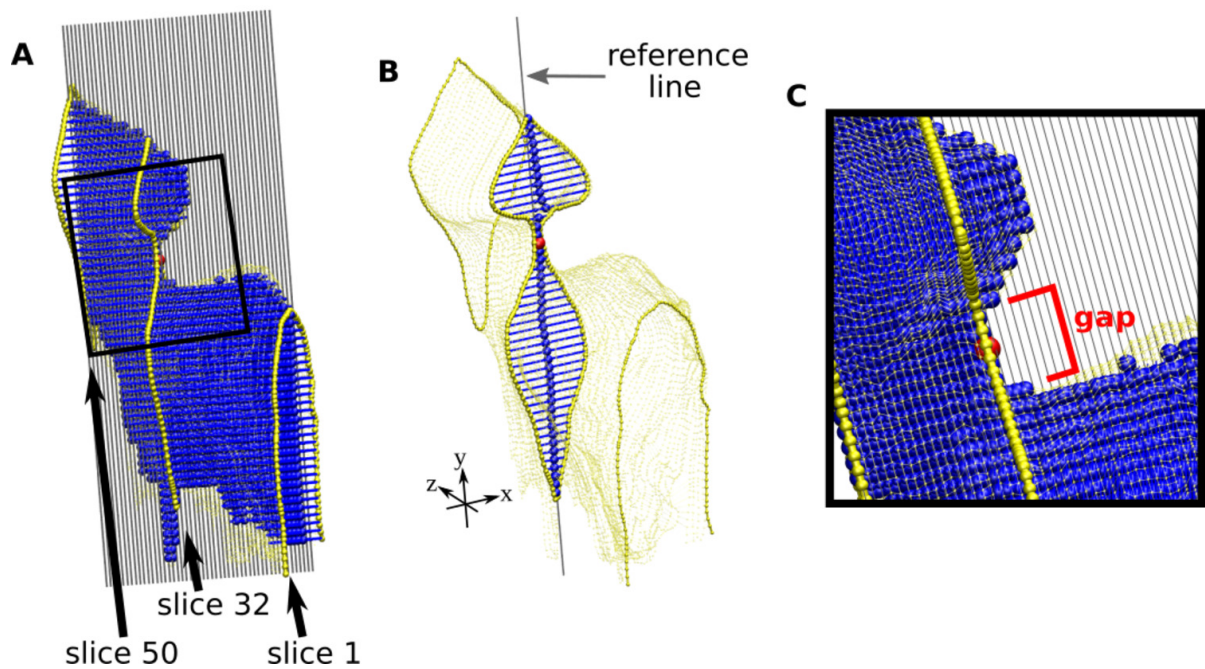 A
B
reference
line
C
gap
y
z
x
slice 32
slice 50
slice 1